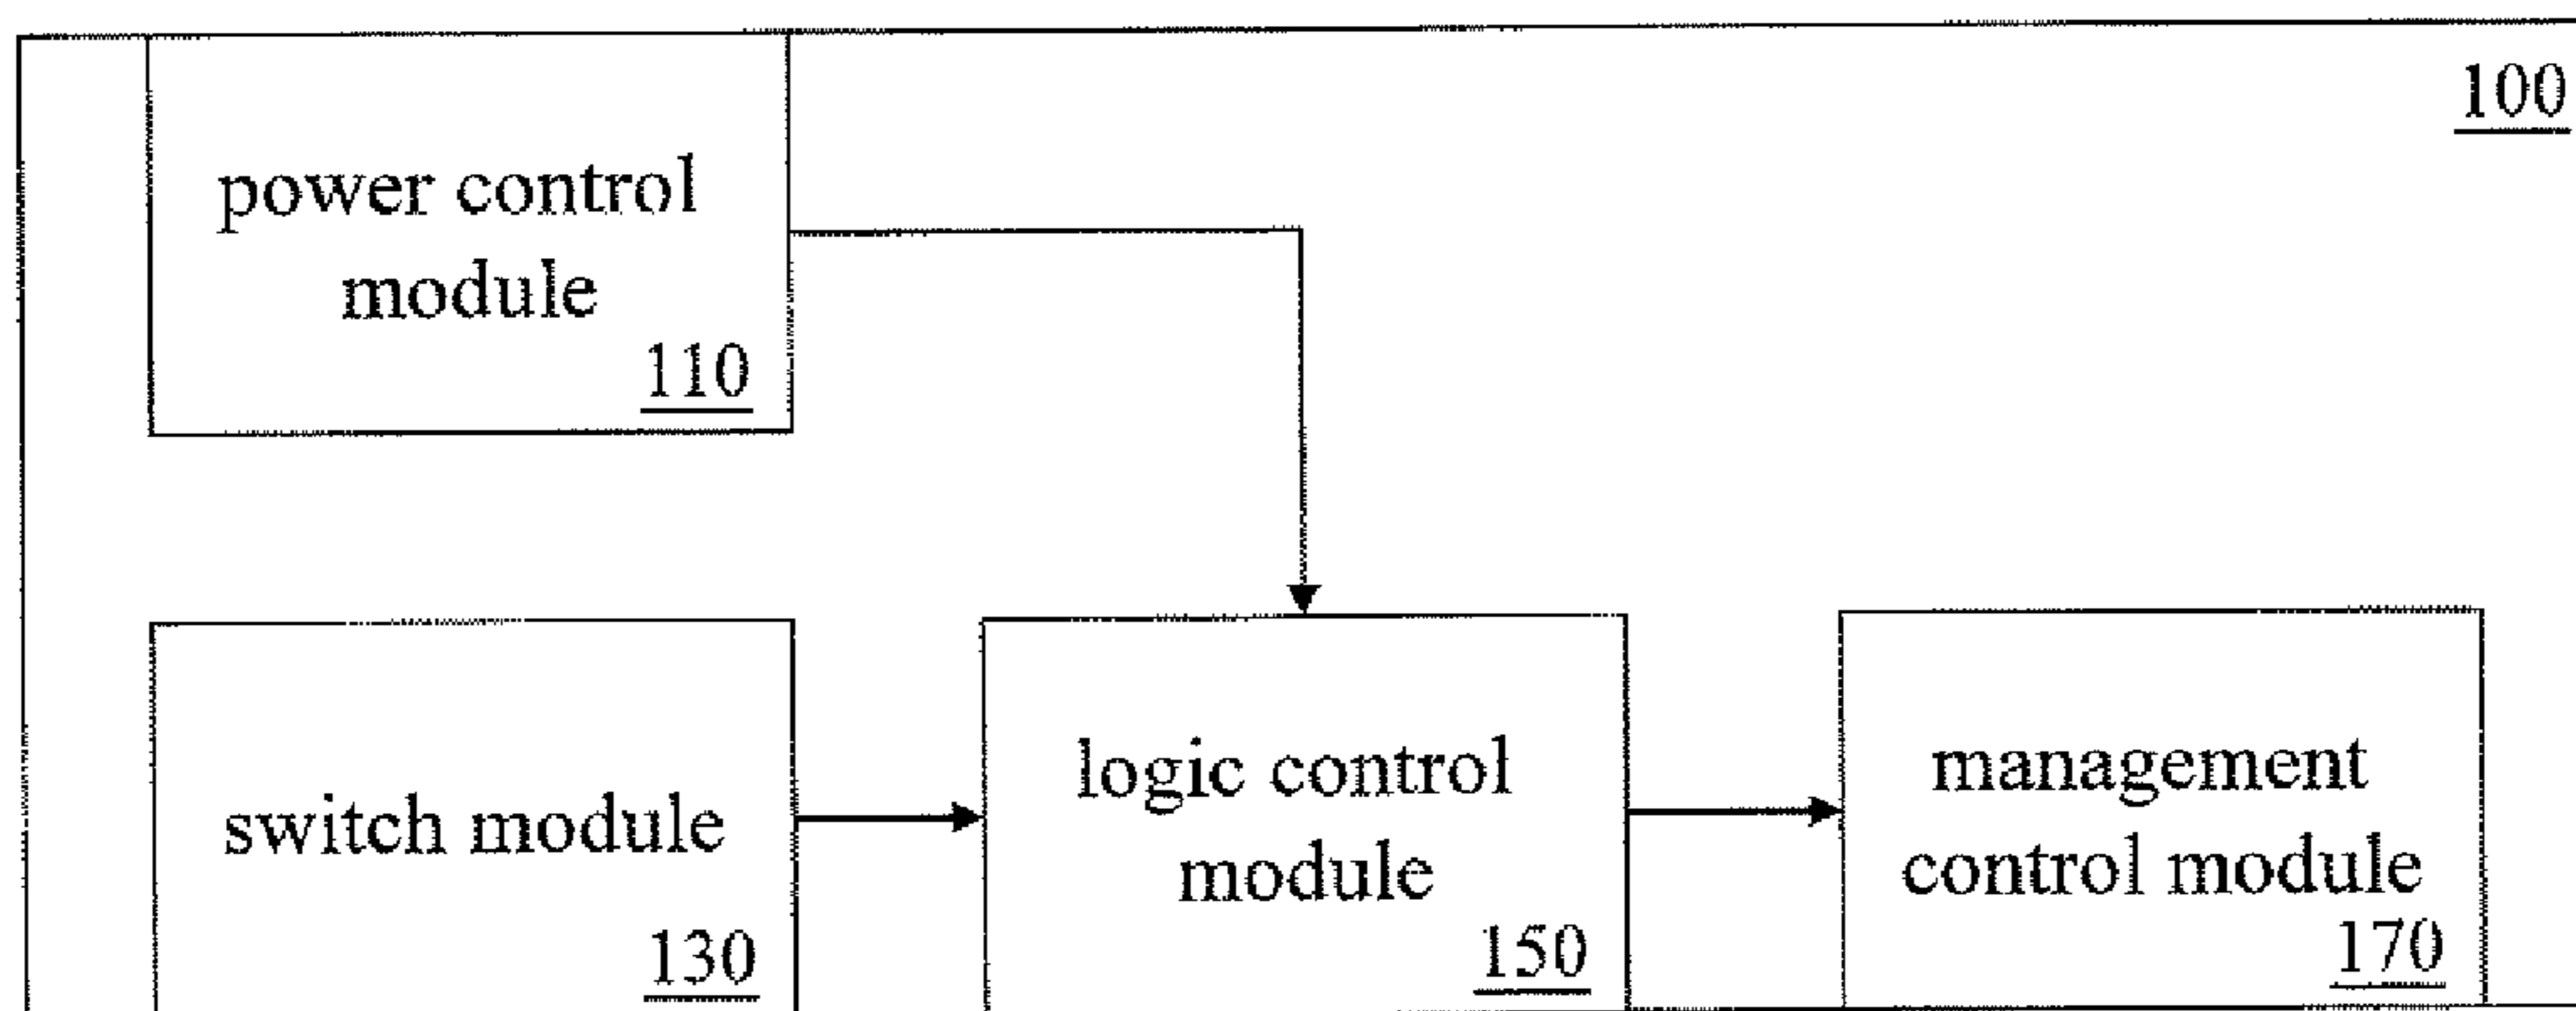 100
power control
module
110
switch module
130
logic control
module
150
management
control module
170